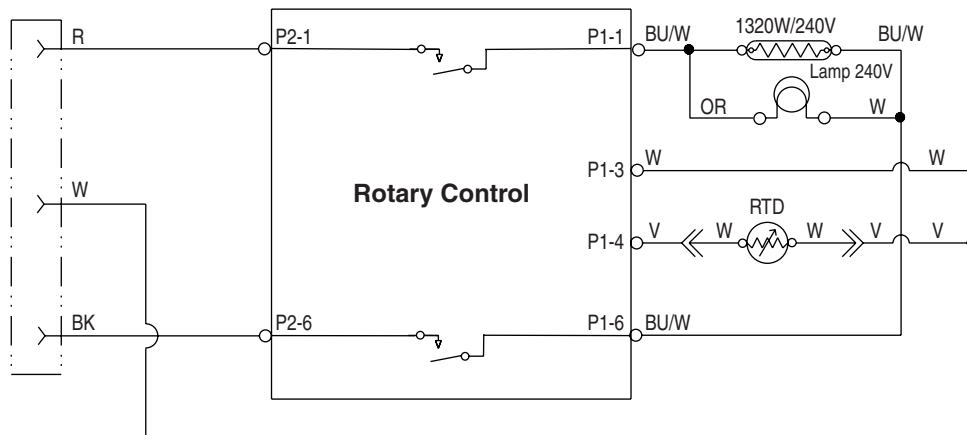 R P2-1 P1-1 BU/W 1320W/240V BU/W
Lamp 240V
OR W
P1-3 W W
W
Rotary Control
RTD
P1-4 V W W V V
BK P2-6 P1-6 BU/W